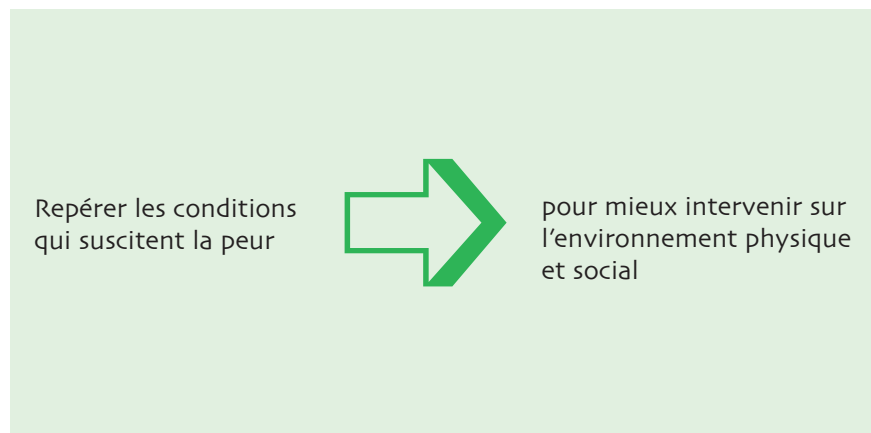 Repérer les conditions
qui suscitent la peur
pour mieux intervenir sur
l'environnement physique
et social